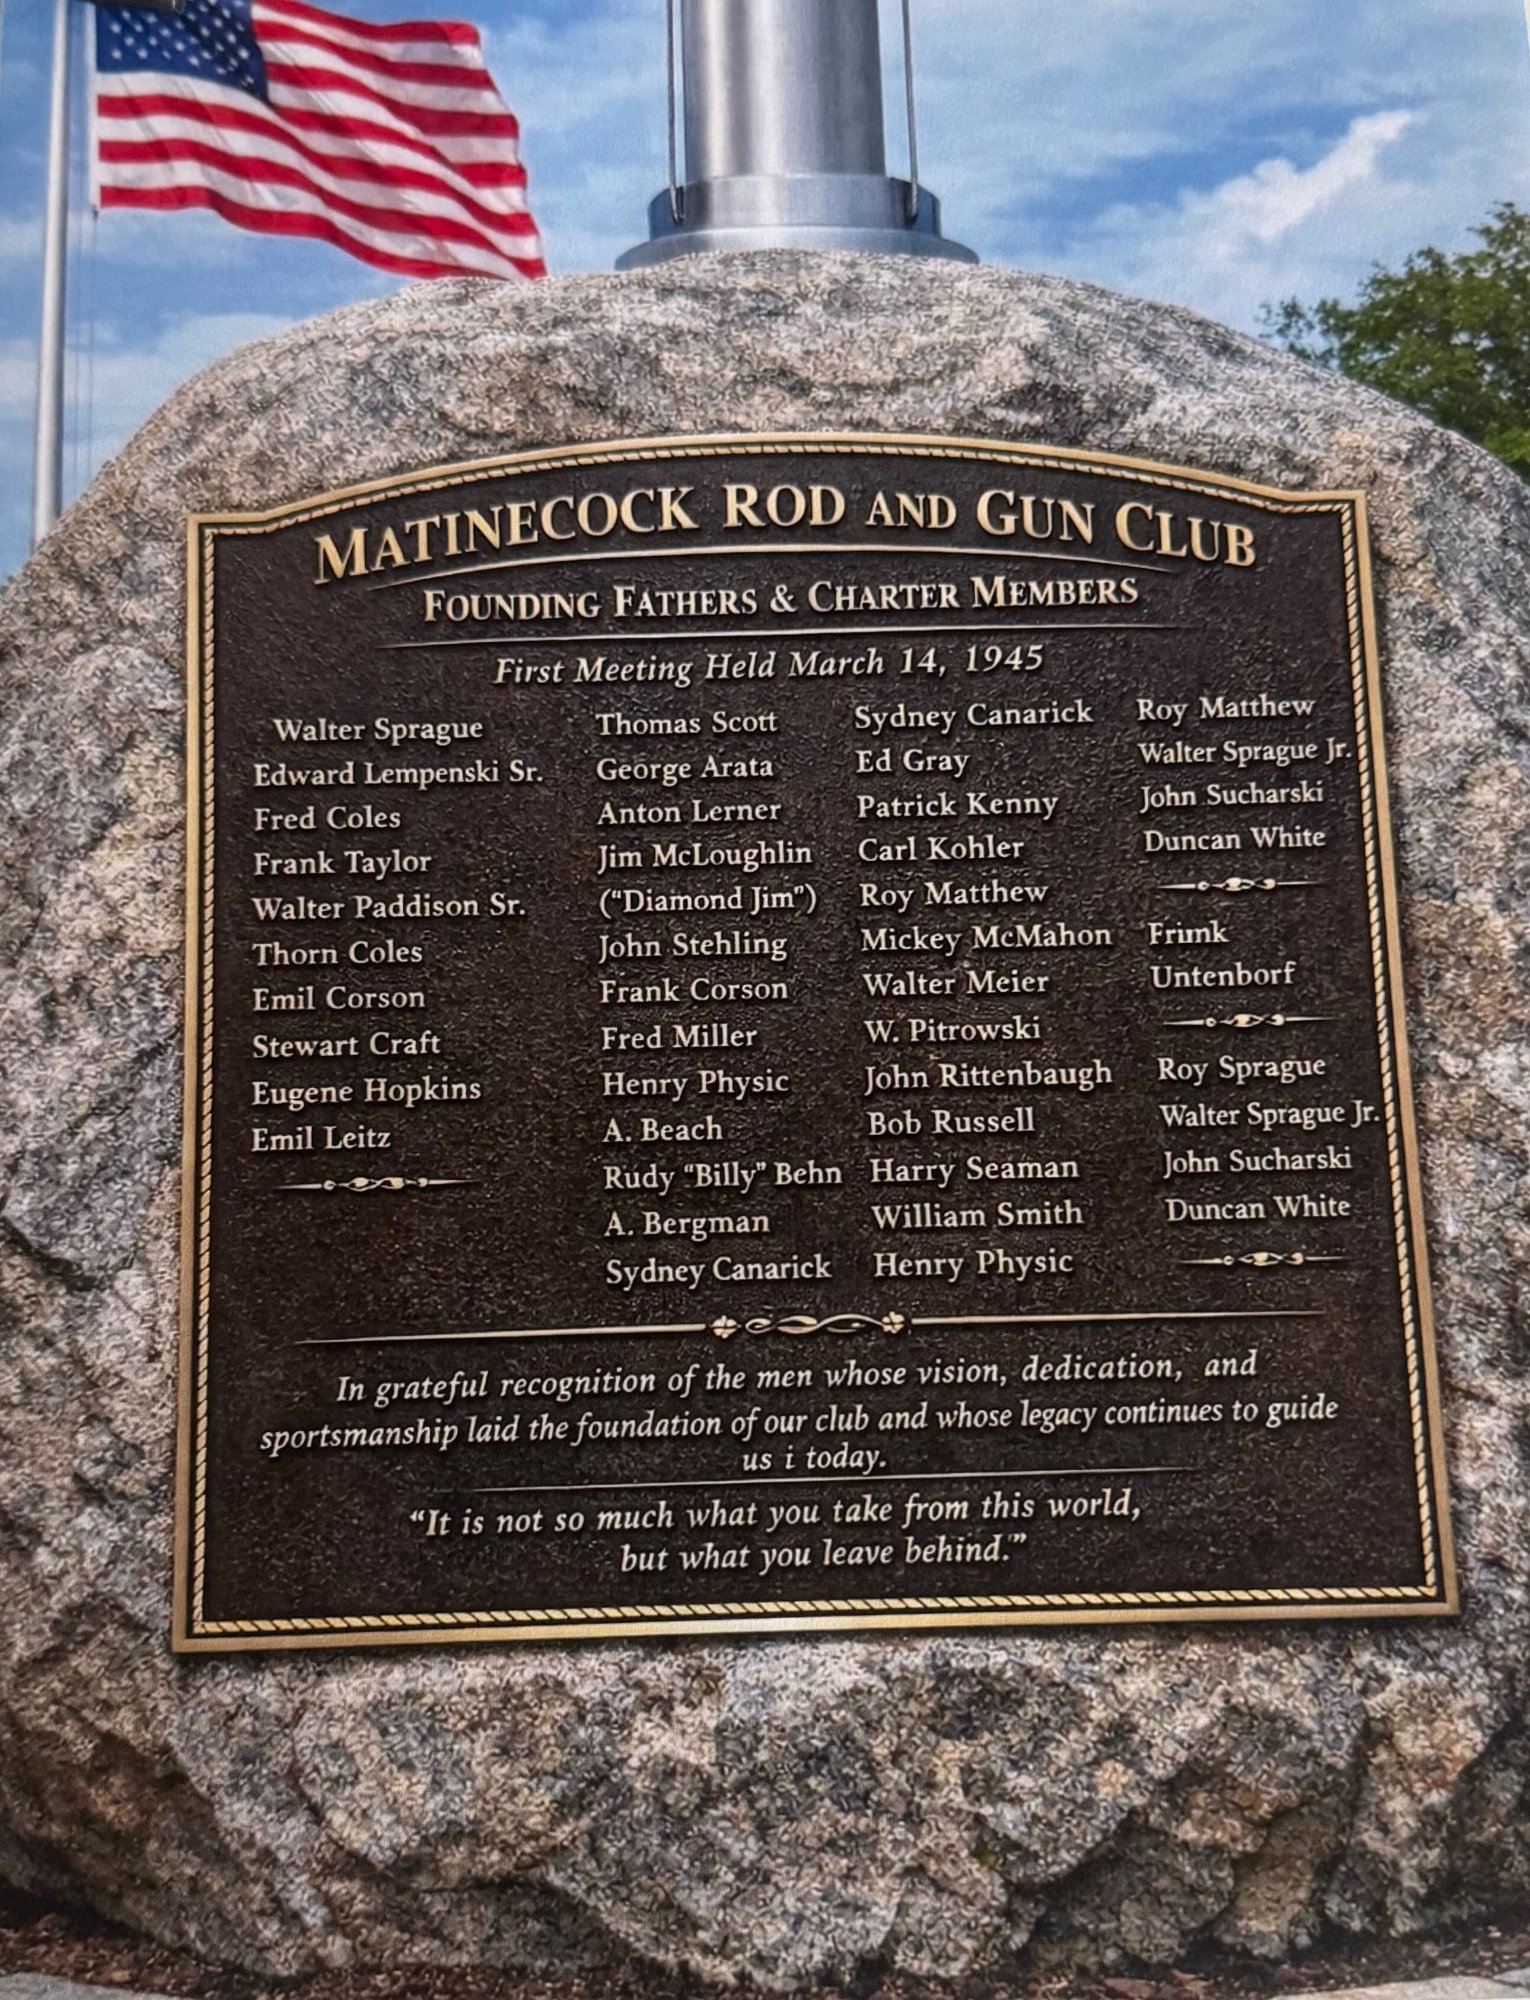 MATINECOCK ROD AND GUN CLUB
FOUNDING FATHERS & CHARTER MEMBERS
First Meeting Held March 14, 1945
Walter Sprague
Edward Lempenski Sr.
Fred Coles
Frank Taylor
Walter Paddison Sr.
Thorn Coles
Emil Corson
Stewart Craft
Eugene Hopkins
Emil Leitz
Thomas Scott
George Arata
Anton Lerner
Jim McLoughlin
("Diamond Jim")
John Stehling
Frank Corson
Fred Miller
Henry Physic
A. Beach
Rudy "Billy" Behn
A. Bergman
Sydney Canarick
Sydney Canarick
Ed Gray
Patrick Kenny
Carl Kohler
Roy Matthew
Mickey McMahon
Walter Meier
W. Pitrowski
John Rittenbaugh
Bob Russell
Harry Seaman
William Smith
Henry Physic
Roy Matthew
Walter Sprague Jr.
John Sucharski
Duncan White
Frimk
Untenborf
Roy Sprague
Walter Sprague Jr.
John Sucharski
Duncan White
In grateful recognition of the men whose vision, dedication, and
sportsmanship laid the foundation of our club and whose legacy continues to guide
us i today.
"It is not so much what you take from this world,
but what you leave behind."